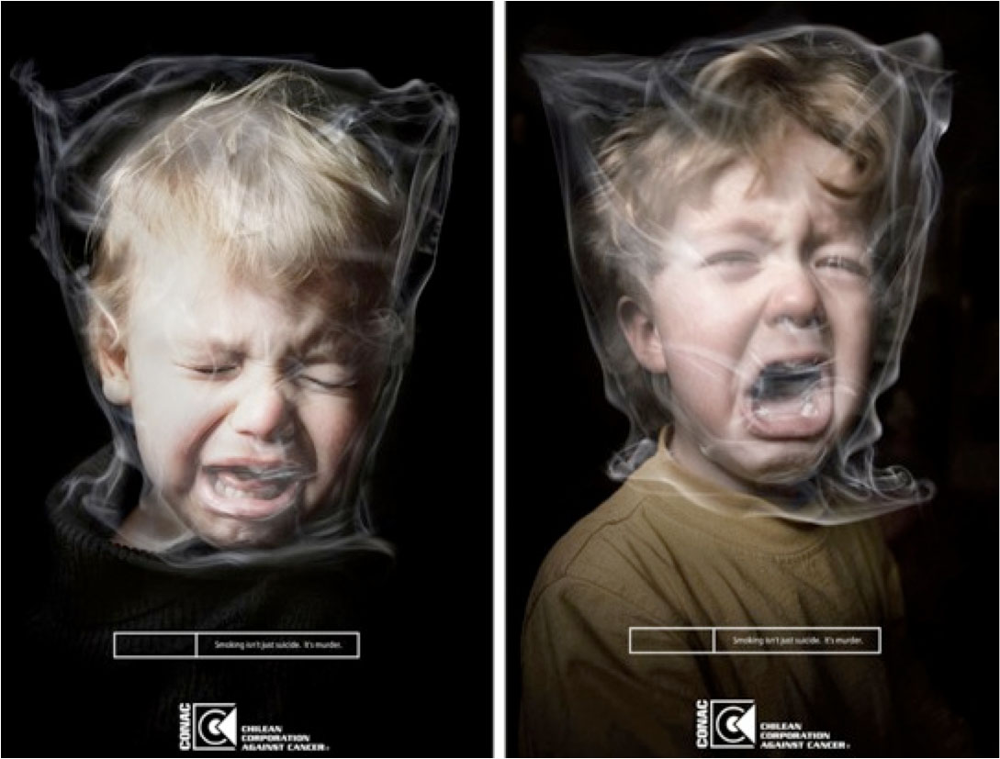 Smoking isn't just suicide. It's murder.
CONAC
CHILEAN
CORPORATION
AGAINST CANCER
Smoking isn't just suicide. It's murder.
CONAC
CHILEAN
CORPORATION
AGAINST CANCER